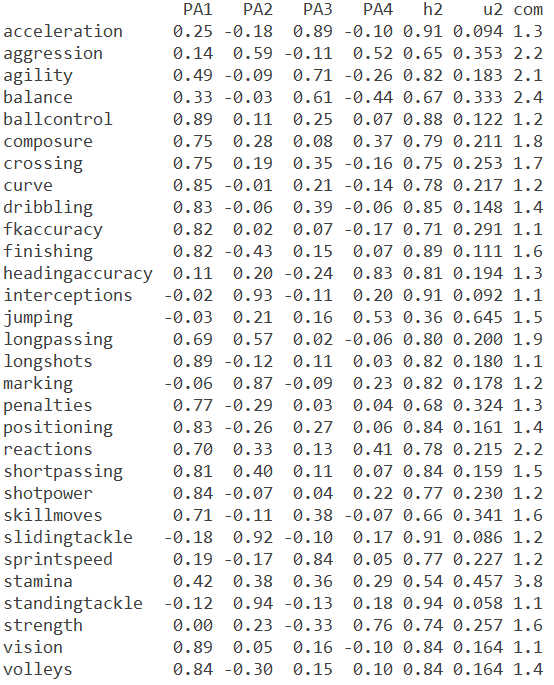 PA1 PA2 PA3 PA4 h2 u2 com
acceleration 0.25 -0.18 0.89 -0.10 0.91 0.094 1.3
aggression 0.14 0.59 -0.11 0.52 0.65 0.353 2.2
agility 0.49 -0.09 0.71 -0.26 0.82 0.183 2.1
balance 0.33 -0.03 0.61 -0.44 0.67 0.333 2.4
ballcontrol 0.89 0.11 0.25 0.07 0.88 0.122 1.2
composure 0.75 0.28 0.08 0.37 0.79 0.211 1.8
crossing 0.75 0.19 0.35 -0.16 0.75 0.253 1.7
curve 0.85 -0.01 0.21 -0.14 0.78 0.217 1.2
dribbling 0.83 -0.06 0.39 -0.06 0.85 0.148 1.4
fkaccuracy 0.82 0.02 0.07 -0.17 0.71 0.291 1.1
finishing 0.82 -0.43 0.15 0.07 0.89 0.111 1.6
headingaccuracy 0.11 0.20 -0.24 0.83 0.81 0.194 1.3
interceptions -0.02 0.93 -0.11 0.20 0.91 0.092 1.1
jumping -0.03 0.21 0.16 0.53 0.36 0.645 1.5
longpassing 0.69 0.57 0.02 -0.06 0.80 0.200 1.9
longshots 0.89 -0.12 0.11 0.03 0.82 0.180 1.1
marking -0.06 0.87 -0.09 0.23 0.82 0.178 1.2
penalties 0.77 -0.29 0.03 0.04 0.68 0.324 1.3
positioning 0.83 -0.26 0.27 0.06 0.84 0.161 1.4
reactions 0.70 0.33 0.13 0.41 0.78 0.215 2.2
shortpassing 0.81 0.40 0.11 0.07 0.84 0.159 1.5
shotpower 0.84 -0.07 0.04 0.22 0.77 0.230 1.2
skillmoves 0.71 -0.11 0.38 -0.07 0.66 0.341 1.6
slidingtackle -0.18 0.92 -0.10 0.17 0.91 0.086 1.2
sprintspeed 0.19 -0.17 0.84 0.05 0.77 0.227 1.2
stamina 0.42 0.38 0.36 0.29 0.54 0.457 3.8
standingtackle -0.12 0.94 -0.13 0.18 0.94 0.058 1.1
strength 0.00 0.23 -0.33 0.76 0.74 0.257 1.6
vision 0.89 0.05 0.16 -0.10 0.84 0.164 1.1
volleys 0.84 -0.30 0.15 0.10 0.84 0.164 1.4